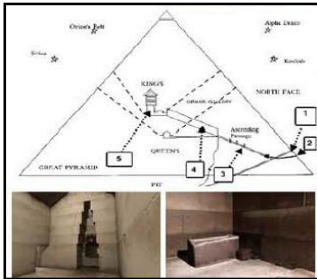 Orion's Belt
Alpha Draco
Sirius
Kochab
KING'S
GRAND GALLERY
NORTH FACE
Ascending
Passage
1
2
QUEEN'S
5
4
3
GREAT PYRAMID
PIT